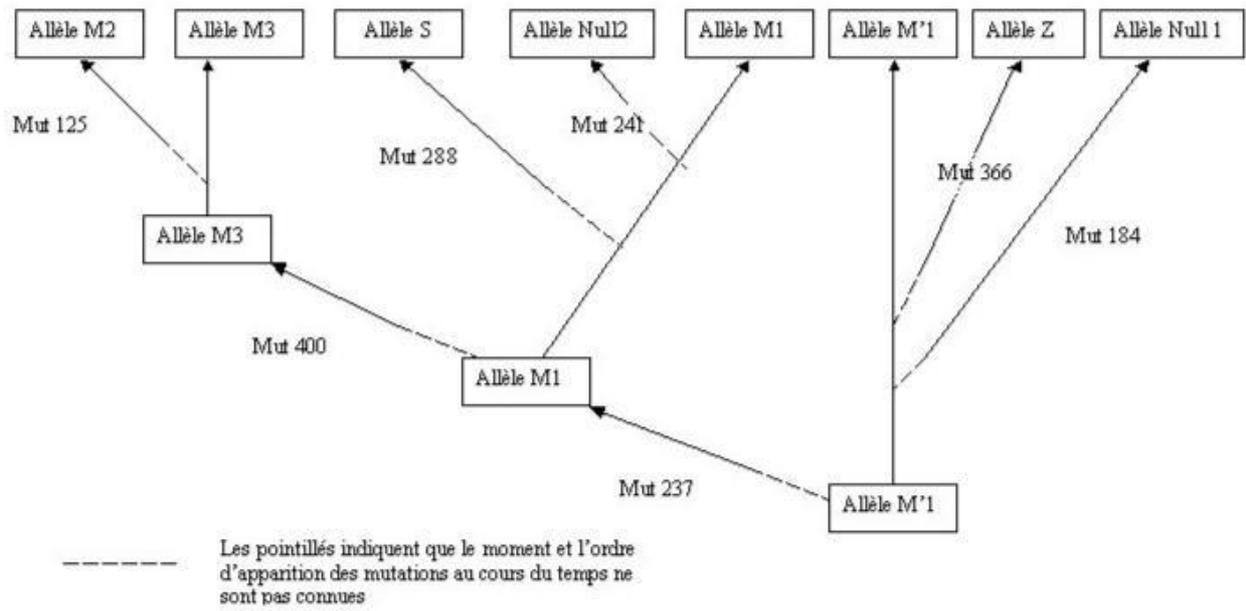 Allèle M2
Allèle M3
Allèle S
Allèle Null2
Allèle M1
Allèle M’1
Allèle Z
Allèle Null 1
Mut 125
Mut 288
Mut 241
Mut 366
Mut 184
Allèle M3
Mut 400
Allèle M1
Mut 237
Allèle M’1
Les pointillés indiquent que le moment et l’ordre
d’apparition des mutations au cours du temps ne
sont pas connues